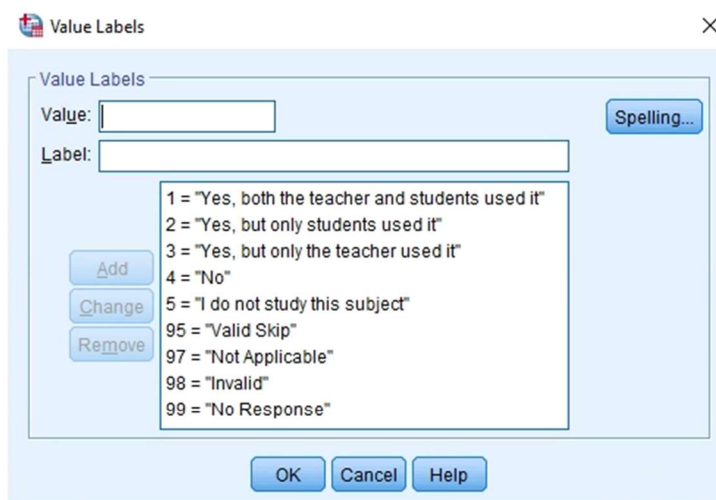 Value Labels
Value Labels
Value:
Spelling...
Label:
1 = "Yes, both the teacher and students used it"
2 = "Yes, but only students used it"
3 = "Yes, but only the teacher used it"
Add
4 = "No"
Change
5 = "I do not study this subject"
95 = "Valid Skip"
Remove
97 = "Not Applicable"
98 = "Invalid"
99 = "No Response"
OK Cancel Help